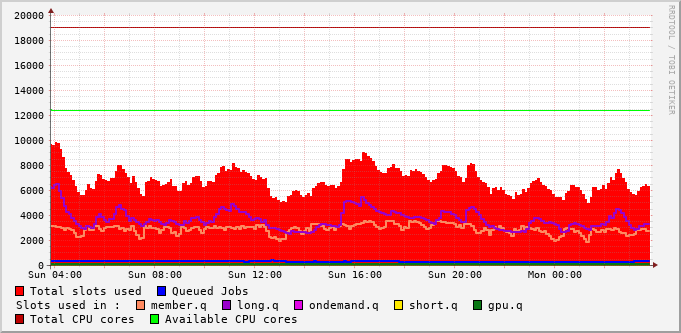 20000
18000
16000
14000
12000
10000
8000
6000
4000
2000
0
Sun 04:00 Sun 08:00 Sun 12:00 Sun 16:00 Sun 20:00 Mon 00:00
RRDTOOL / TOBI OETIKER
Total slots used Queued Jobs
Slots used in : member.q long.q ondemand.q short.q gpu.q
Total CPU cores Available CPU cores